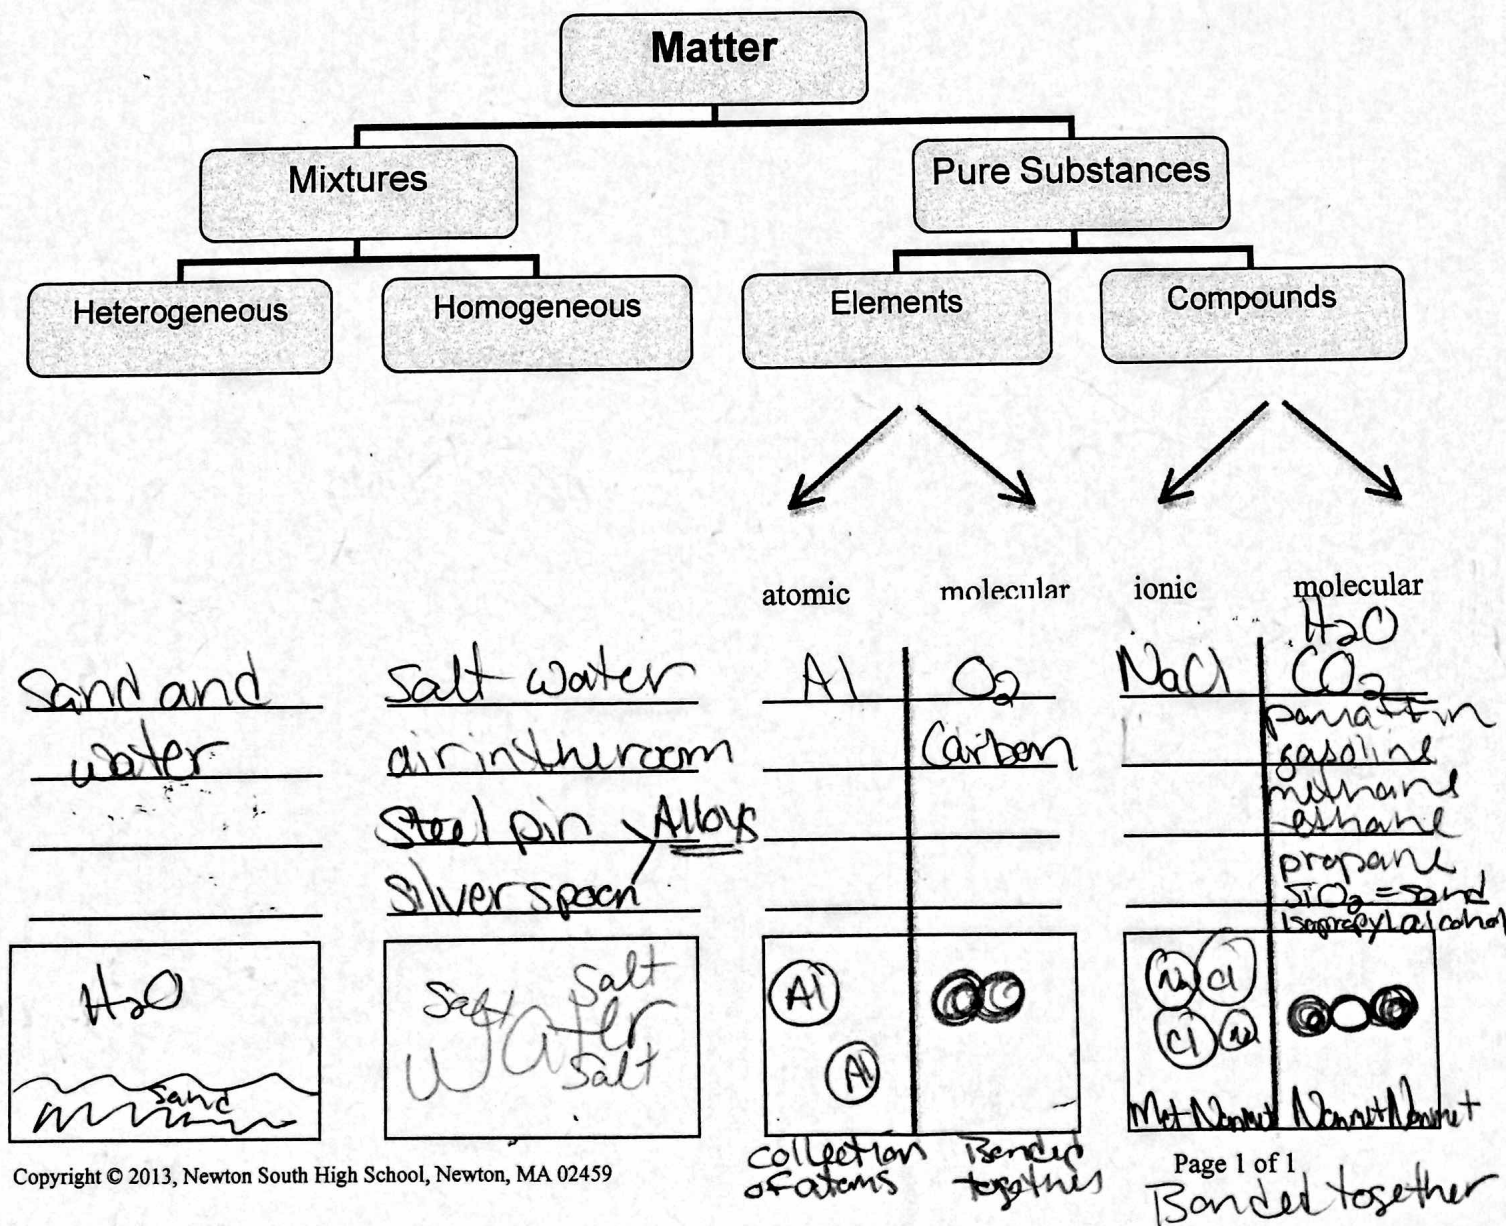 Matter
Mixtures
Pure Substances
Heterogeneous
Homogeneous
Elements
Compounds
atomic
molecular
ionic
molecular
Sand and
water
Salt water
air in the room
Steel pin
Alloys
Silver spoon
Al
O2
Carbon
NaCl
H2O
CO2
paraffin
gasoline
methane
ethane
propane
SiO2 = sand
Isopropyl alcohol
H2O
Sand
Salt
Salt
water
Salt
Al
Al
Na Cl
Cl Na
Met Nonmet
Nonmet Nonmet
collection
of atoms
Bonded
together
Bonded together
Copyright © 2013, Newton South High School, Newton, MA 02459
Page 1 of 1